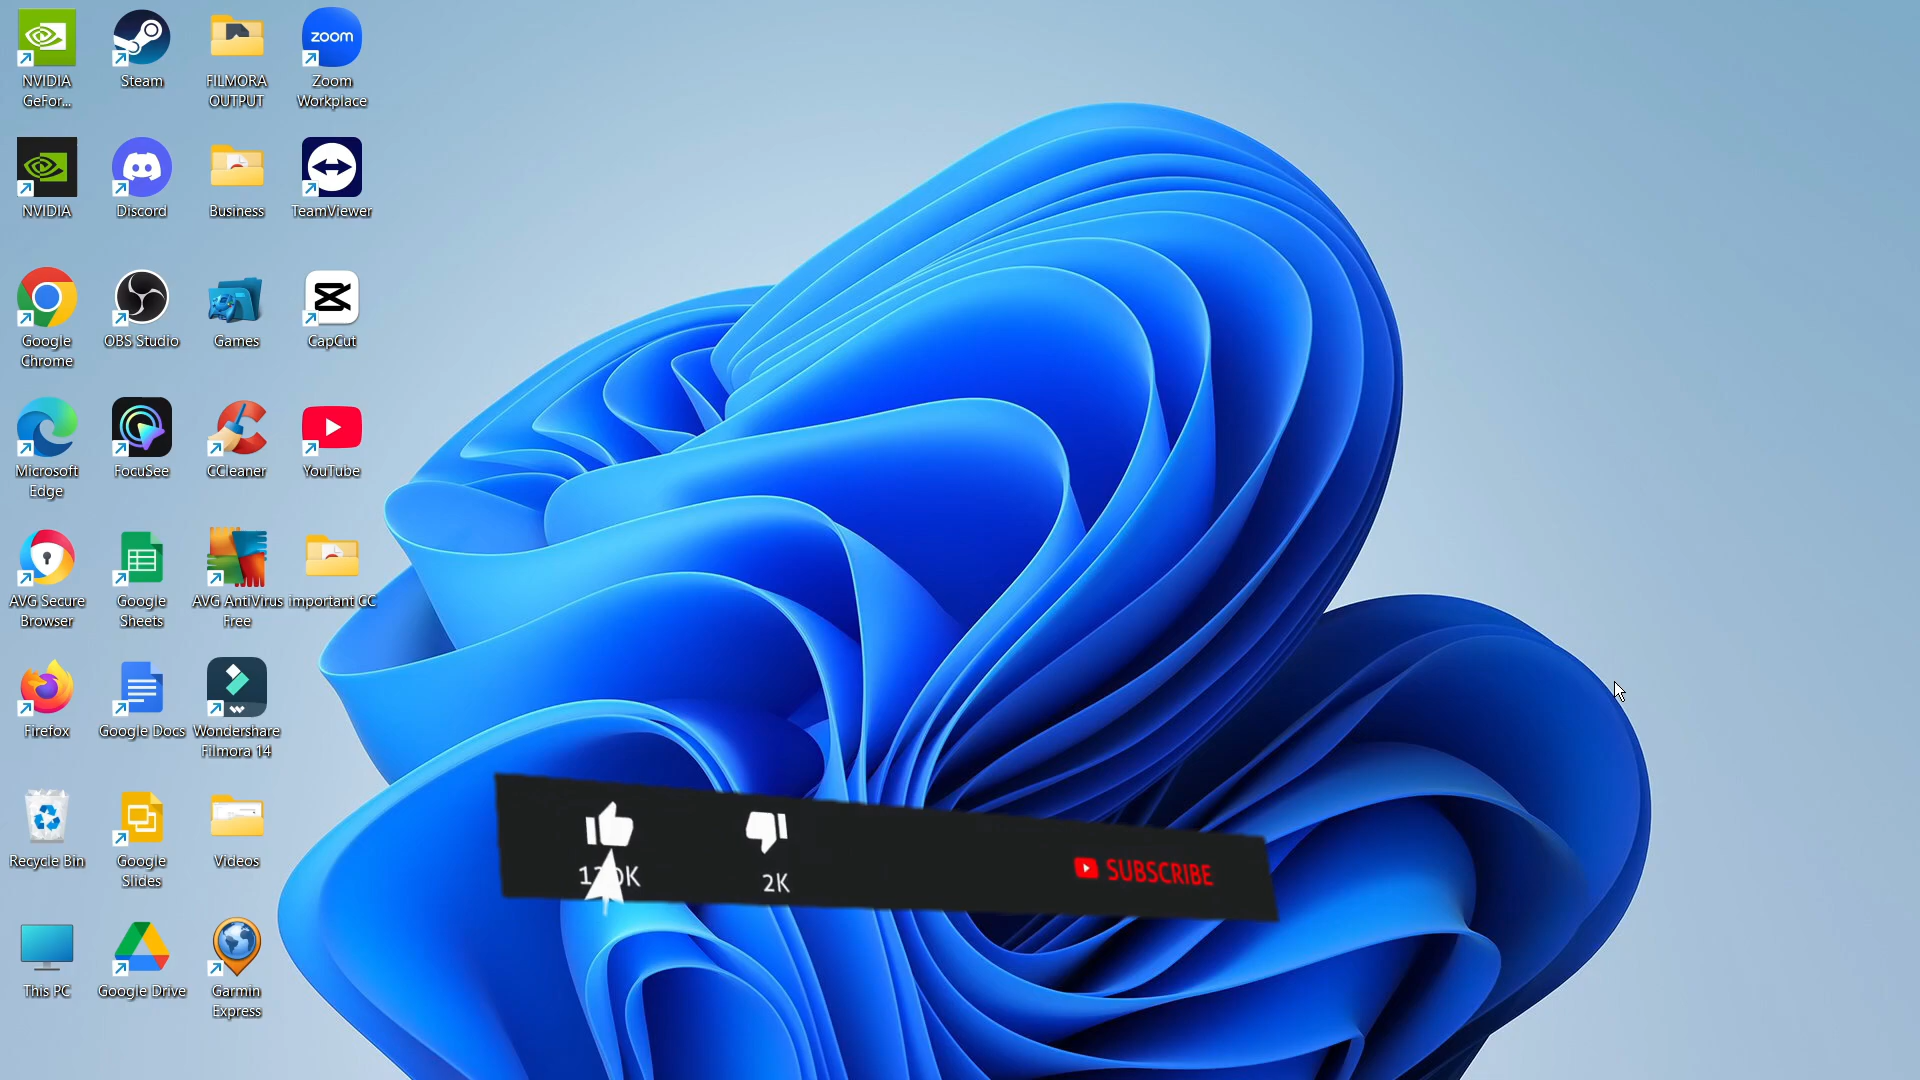 NVIDIA
GeFor...
Steam
FILMORA
OUTPUT
zoom
Zoom
Workplace
NVIDIA
Discord
Business
TeamViewer
Google
Chrome
OBS Studio
Games
CapCut
Microsoft
Edge
FocuSee
CCleaner
YouTube
AVG Secure
Browser
Google
Sheets
AVG AntiVirus
Free
important CC
Firefox
Google Docs
Wondershare
Filmora 14
Recycle Bin
Google
Slides
Videos
This PC
Google Drive
Garmin
Express
2K
SUBSCRIBE